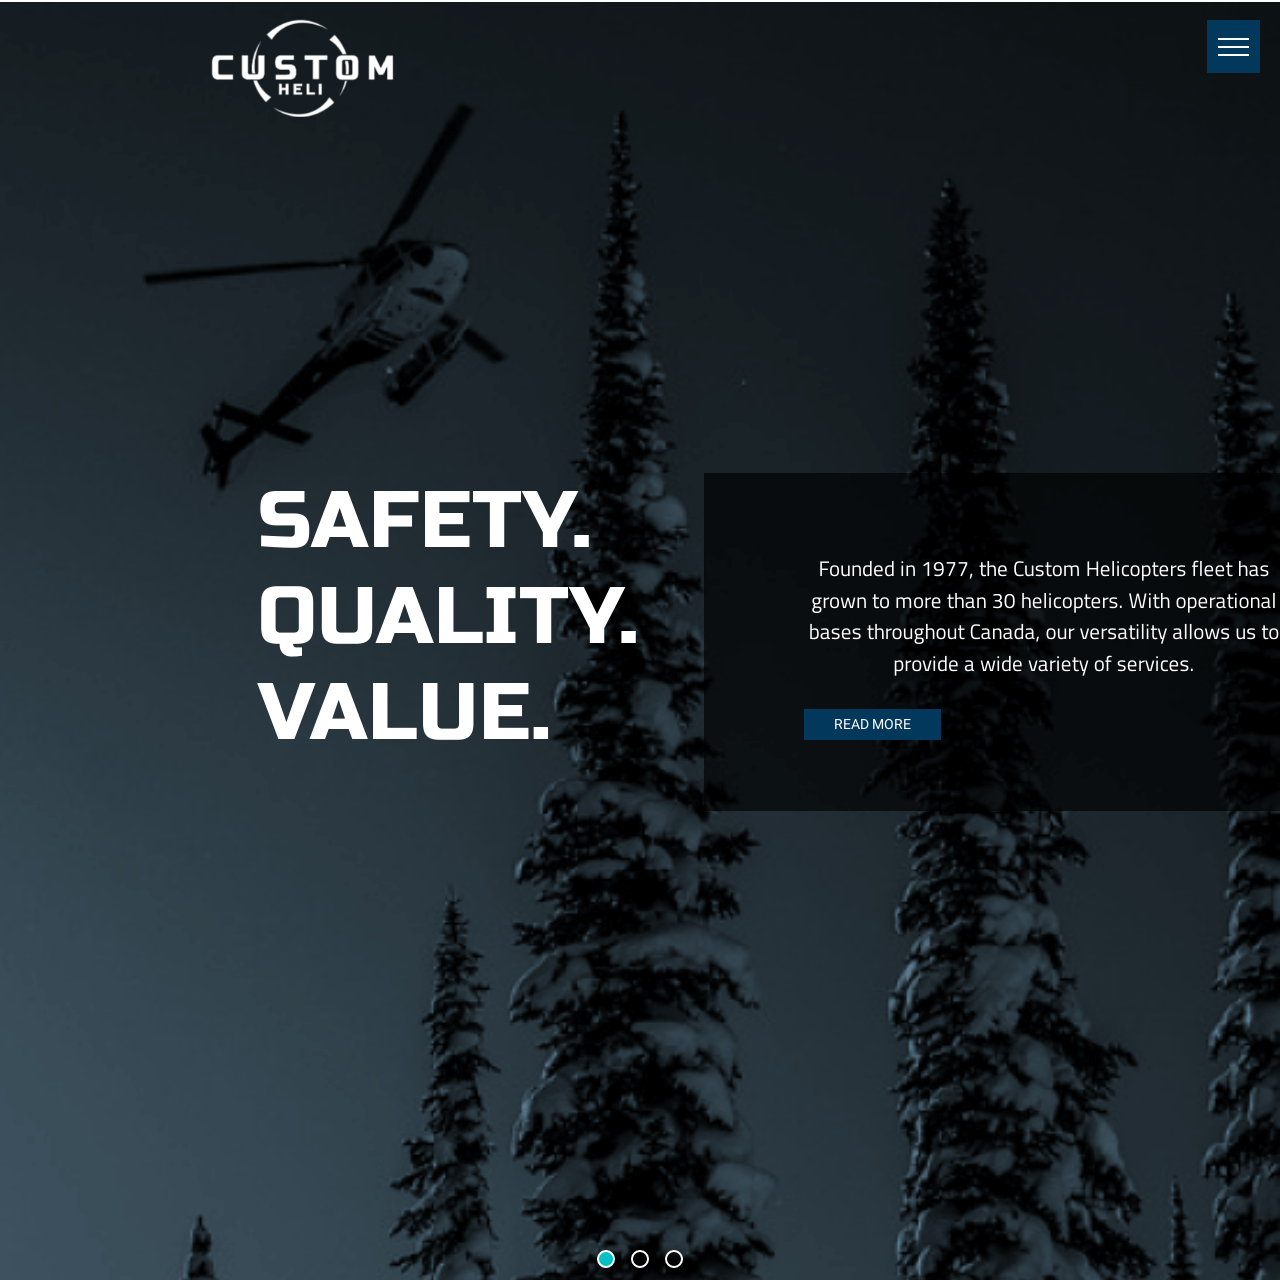 CUSTOM
HELI
SAFETY.
QUALITY.
VALUE.
Founded in 1977, the Custom Helicopters fleet has
grown to more than 30 helicopters. With operational
bases throughout Canada, our versatility allows us to
provide a wide variety of services.
READ MORE